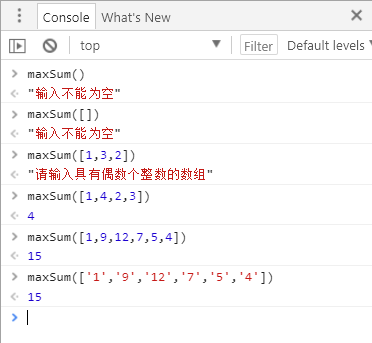 Console What's New
top Filter Default levels
maxSum()
"输入不能为空"
maxSum([])
"输入不能为空"
maxSum([1,3,2])
"请输入具有偶数个整数的数组"
maxSum([1,4,2,3])
4
maxSum([1,9,12,7,5,4])
15
maxSum(['1','9','12','7','5','4'])
15